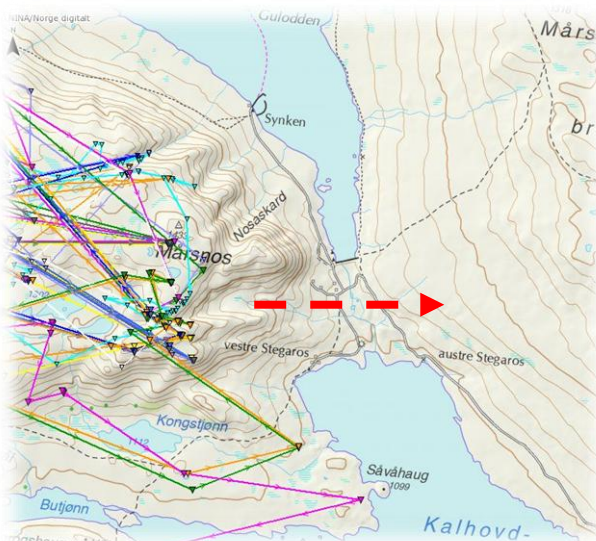 NINA/Norge digitalt
N
Gulodden
Mårs
br
Synken
Nosaskard
Mårsnos
1200
vestre Stegaros
austre Stegaros
Kongstjønn
1112
Såvåhaug
1099
Butjønn
Kalhovd-